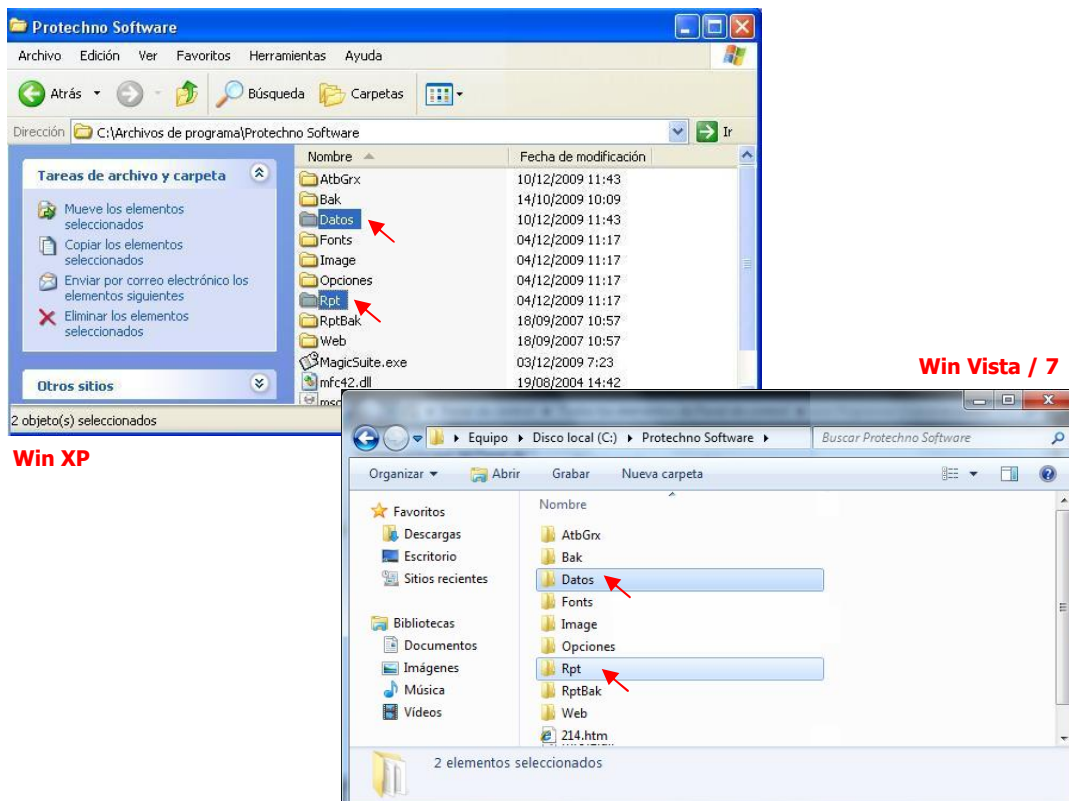 Protechno Software
Archivo Edición Ver Favoritos Herramientas Ayuda
Atrás Búsqueda Carpetas
Dirección C:\Archivos de programa\Protechno Software Ir
Tareas de archivo y carpeta
Mueve los elementos
seleccionados
Copiar los elementos
seleccionados
Enviar por correo electrónico los
elementos siguientes
Eliminar los elementos
seleccionados
Otros sitios
Nombre Fecha de modificación
AtbGrx 10/12/2009 11:43
Bak 14/10/2009 10:09
Datos 10/12/2009 11:43
Fonts 04/12/2009 11:17
Image 04/12/2009 11:17
Opciones 04/12/2009 11:17
Rpt 04/12/2009 11:17
RptBak 18/09/2007 10:57
Web 18/09/2007 10:57
MagicSuite.exe 03/12/2009 7:23
mfc42.dll 19/08/2004 14:42
2 objeto(s) seleccionados
Win XP
Win Vista / 7
Equipo Disco local (C:) Protechno Software Buscar Protechno Software
Organizar Abrir Grabar Nueva carpeta
Favoritos
Descargas
Escritorio
Sitios recientes
Bibliotecas
Documentos
Imágenes
Música
Vídeos
Nombre
AtbGrx
Bak
Datos
Fonts
Image
Opciones
Rpt
RptBak
Web
214.htm
2 elementos seleccionados